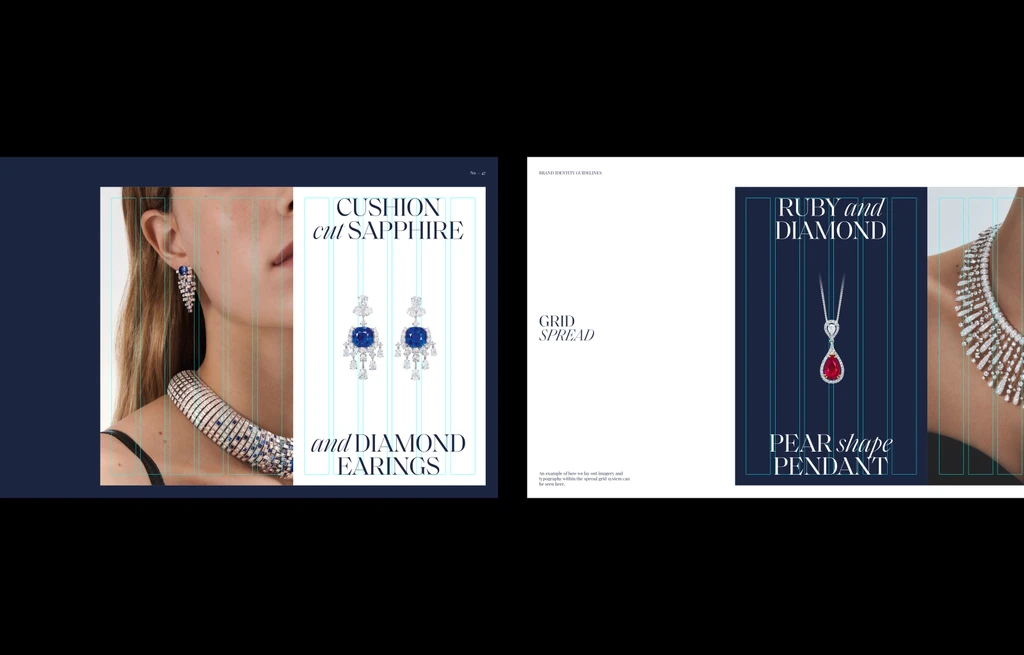 No — 47
CUSHION
cut SAPPHIRE
and DIAMOND
EARINGS
BRAND IDENTITY GUIDELINES
GRID
SPREAD
An example of how we lay out imagery and
typography within the spread grid system can
be seen here.
RUBY and
DIAMOND
PEAR shape
PENDANT